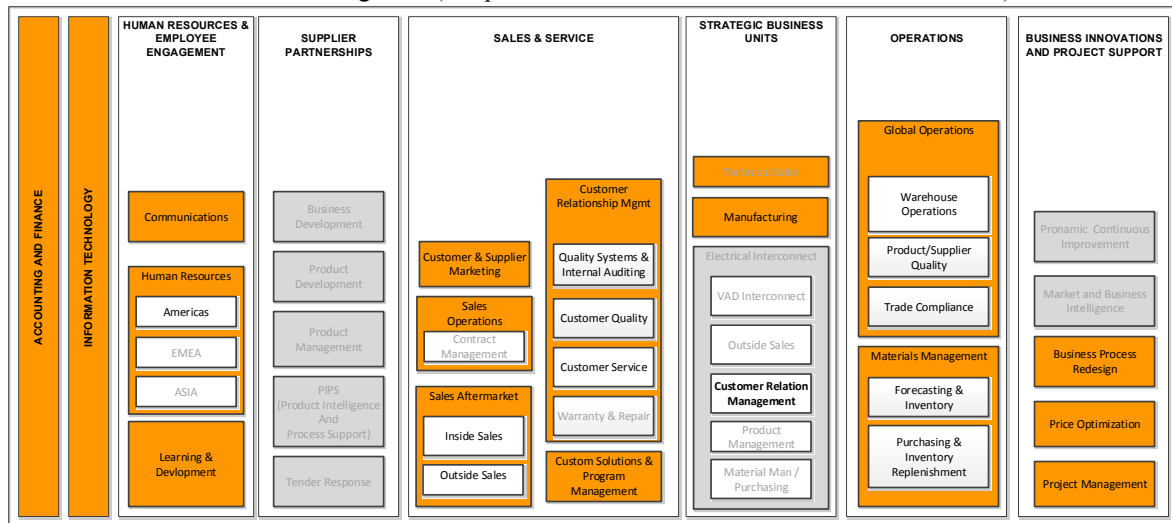 ACCOUNTING AND FINANCE
INFORMATION TECHNOLOGY
HUMAN RESOURCES &
EMPLOYEE
ENGAGEMENT
Communications
Human Resources
Americas
EMEA
ASIA
Learning &
Devlopment
SUPPLIER
PARTNERSHIPS
Business
Development
Product
Development
Product
Management
PIPS
(Product Intelligence
And
Process Support)
Tender Response
SALES & SERVICE
Customer & Supplier
Marketing
Sales
Operations
Contract
Management
Sales Aftermarket
Inside Sales
Outside Sales
Customer
Relationship Mgmt
Quality Systems &
Internal Auditing
Customer Quality
Customer Service
Warranty & Repair
Custom Solutions &
Program
Management
STRATEGIC BUSINESS
UNITS
Technical Sales
Manufacturing
Electrical Interconnect
VAD Interconnect
Outside Sales
Customer Relation
Management
Product
Management
Material Man /
Purchasing
OPERATIONS
Global Operations
Warehouse
Operations
Product/Supplier
Quality
Trade Compliance
Materials Management
Forecasting &
Inventory
Purchasing &
Inventory
Replenishment
BUSINESS INNOVATIONS
AND PROJECT SUPPORT
Pronamic Continuous
Improvement
Market and Business
Intelligence
Business Process
Redesign
Price Optimization
Project Management